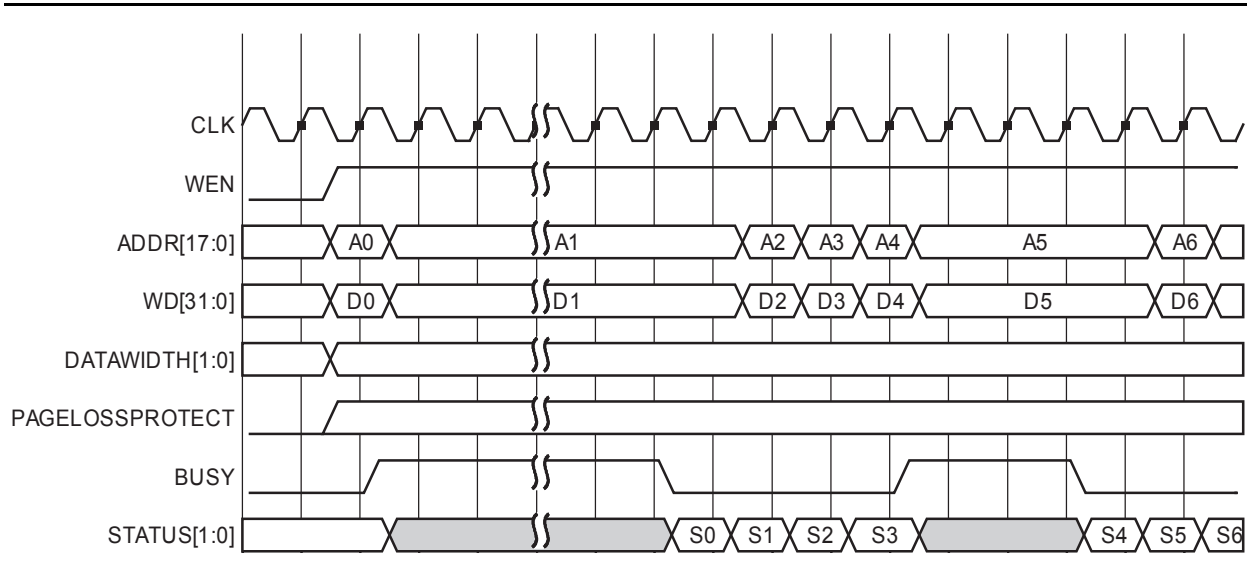 CLK
WEN
ADDR[17:0] A0 A1 A2 A3 A4 A5 A6
WD[31:0] D0 D1 D2 D3 D4 D5 D6
DATAWIDTH[1:0]
PAGELOSSPROTECT
BUSY
STATUS[1:0] S0 S1 S2 S3 S4 S5 S6